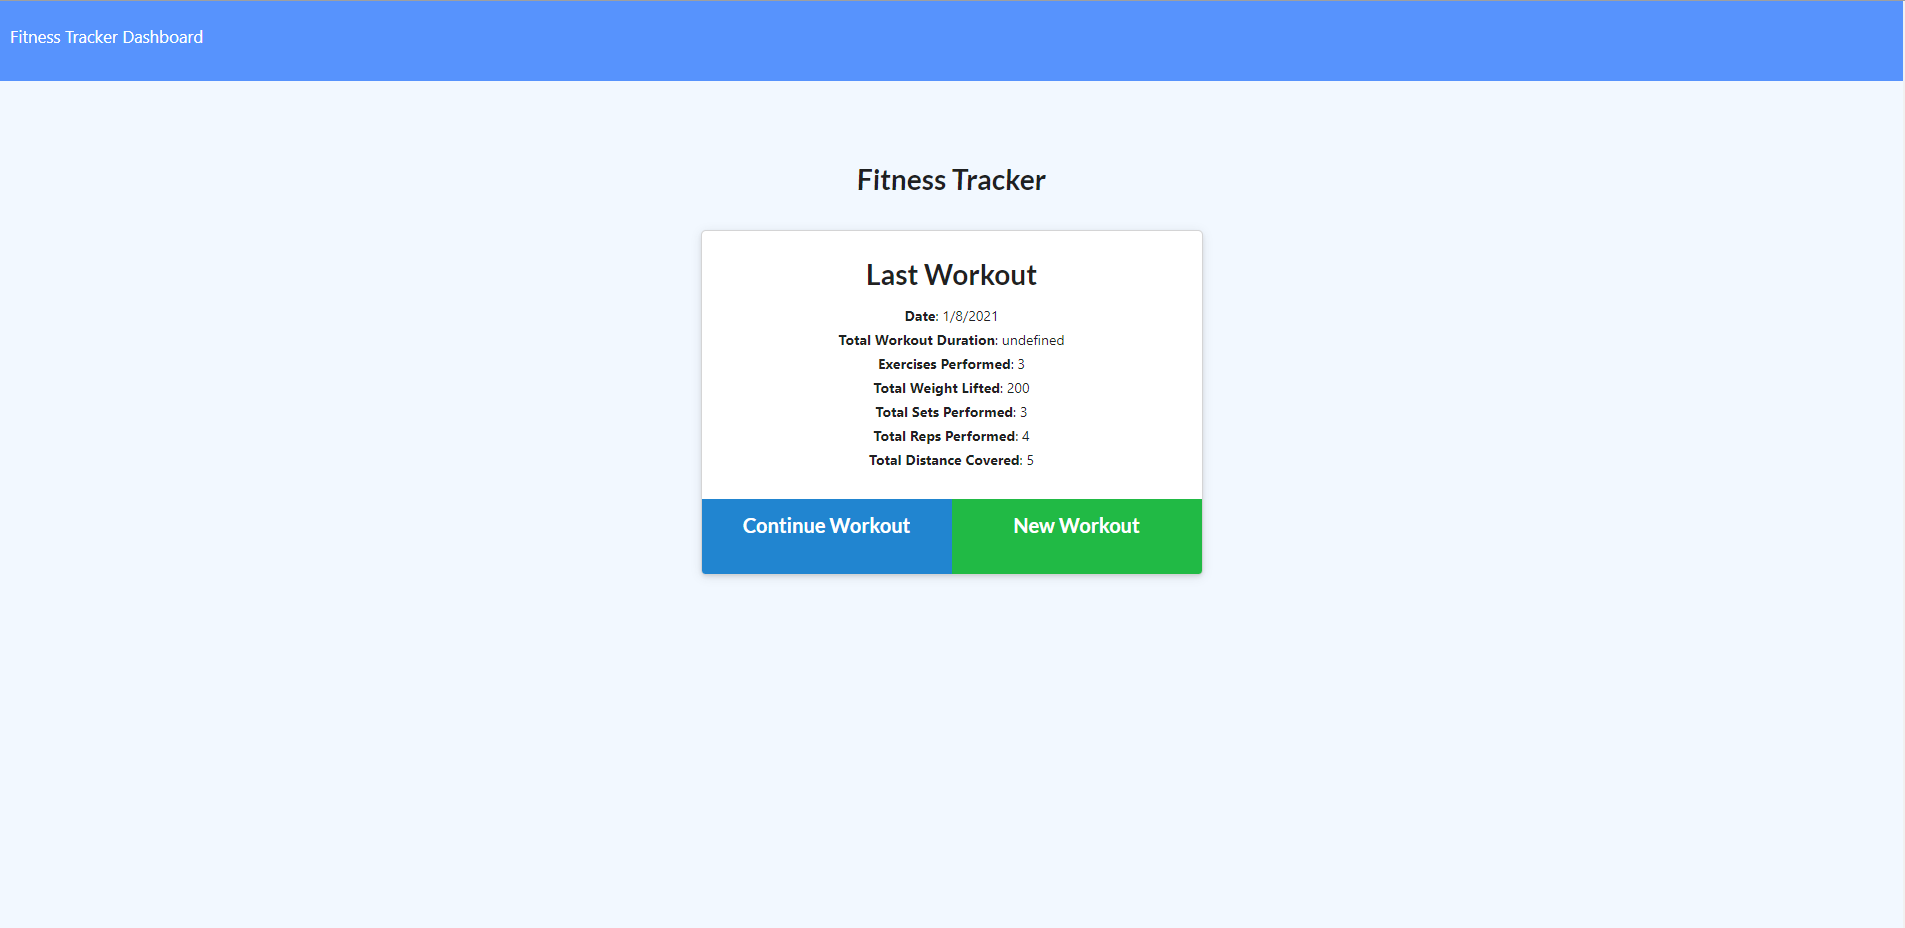 Fitness Tracker Dashboard
Fitness Tracker
Last Workout
Date: 1/8/2021
Total Workout Duration: undefined
Exercises Performed: 3
Total Weight Lifted: 200
Total Sets Performed: 3
Total Reps Performed: 4
Total Distance Covered: 5
Continue Workout
New Workout